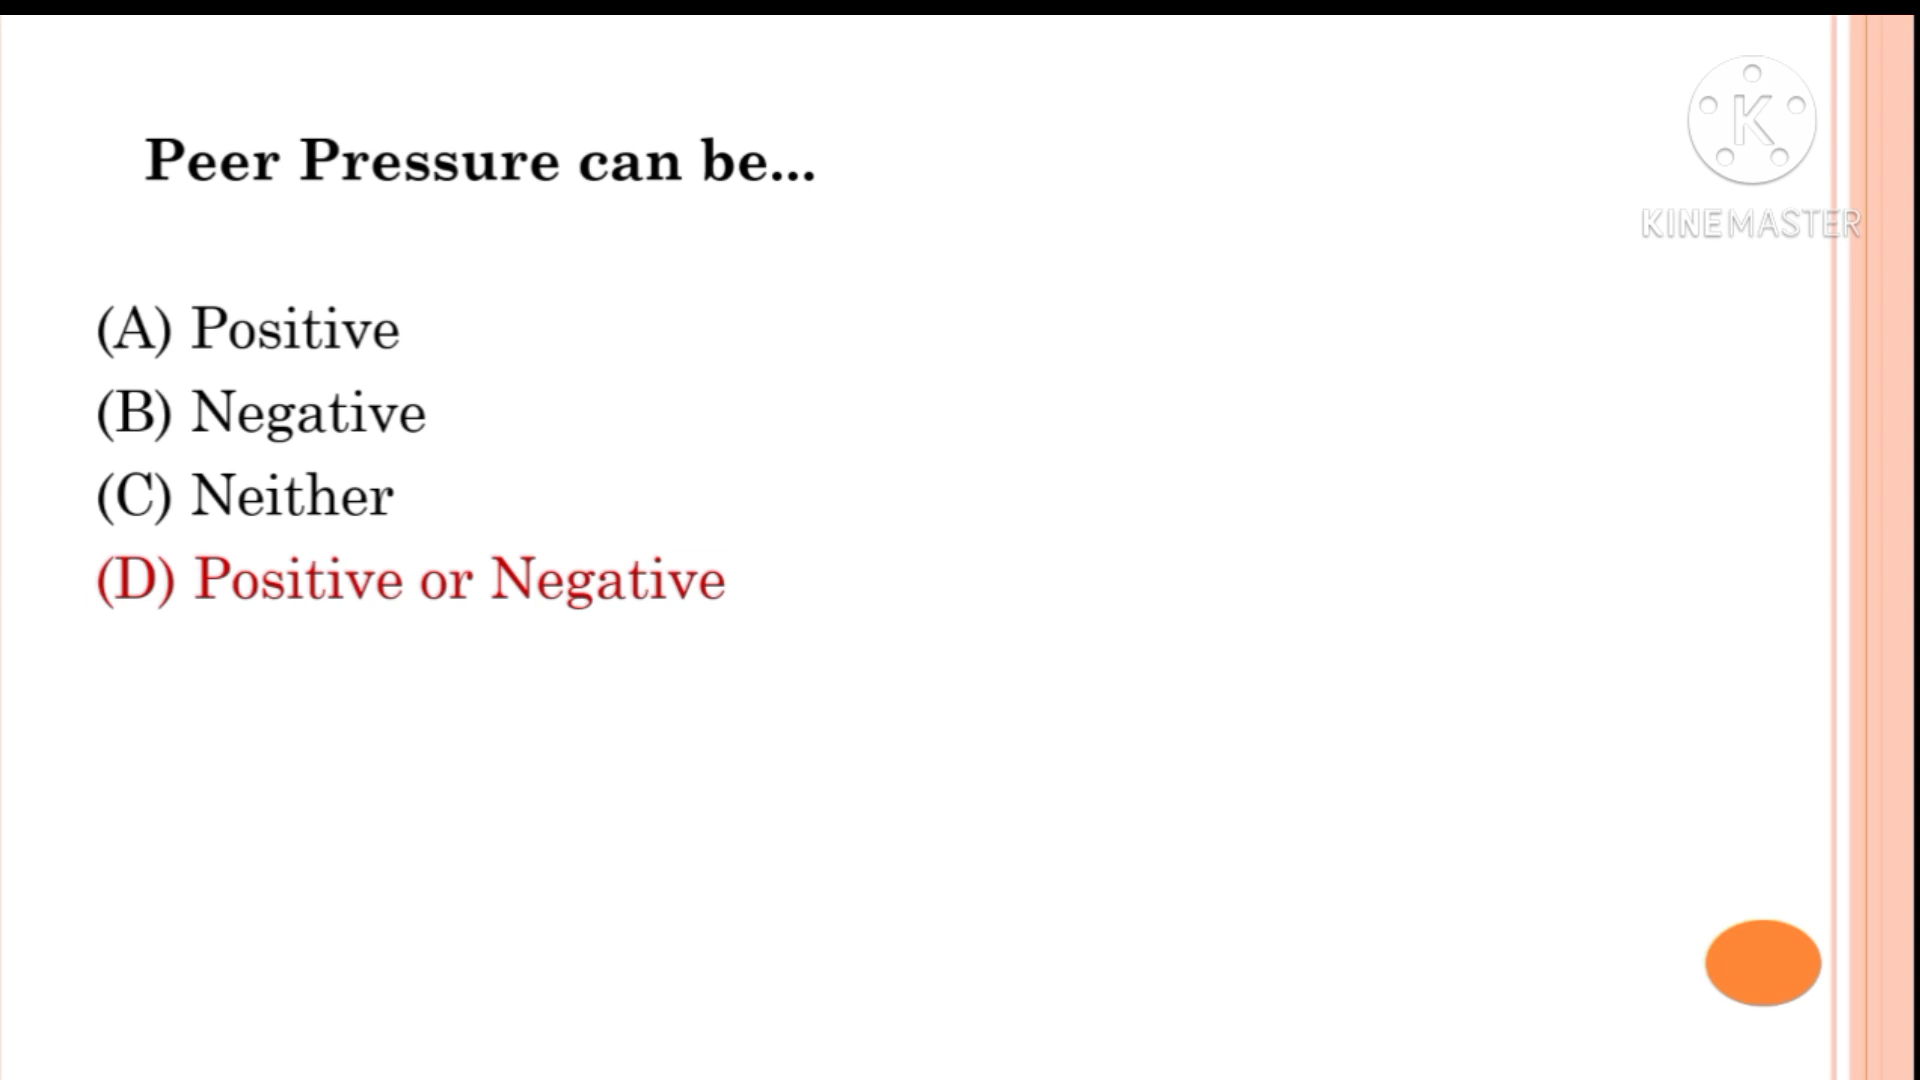 Peer Pressure can be...
K
KINEMASTER
(A) Positive
(B) Negative
(C) Neither
(D) Positive or Negative